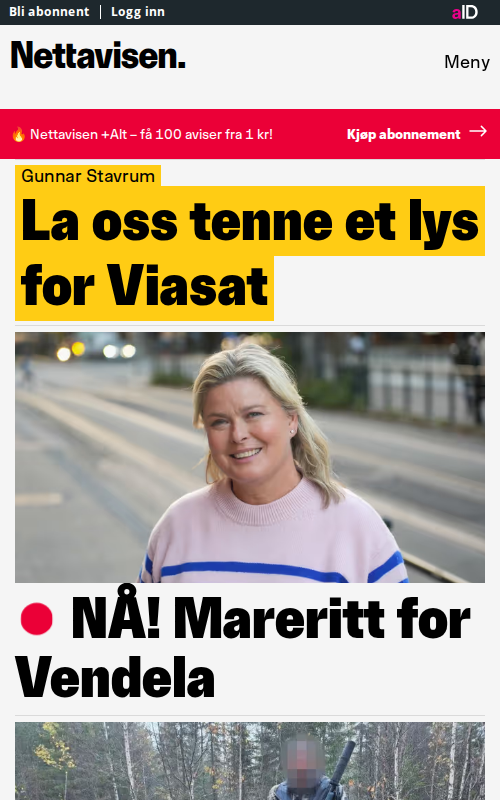 Bli abonnent | Logg inn
aID
Nettavisen.
Meny
🔥 Nettavisen +Alt – få 100 aviser fra 1 kr!
Kjøp abonnement →
Gunnar Stavrum
La oss tenne et lys
for Viasat
NÅ! Mareritt for
Vendela